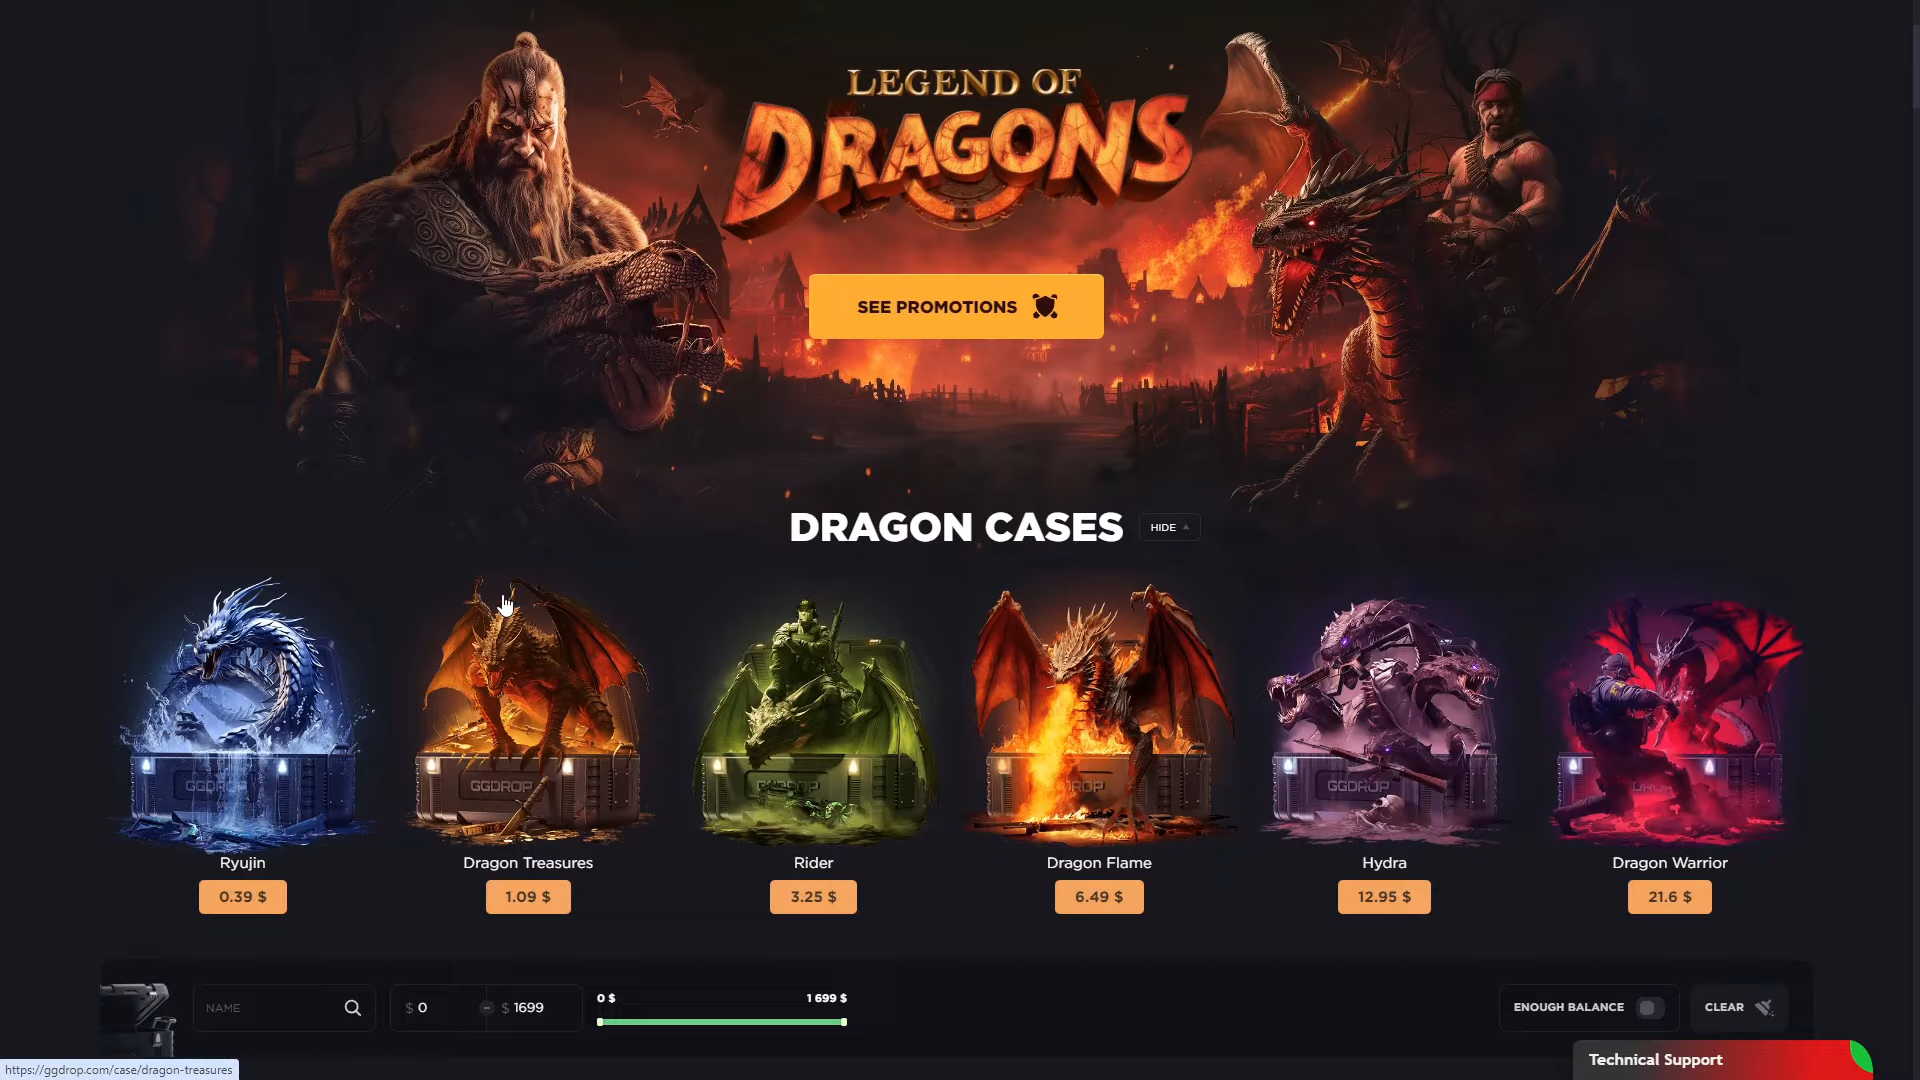 LEGEND OF
DRAGONS
SEE PROMOTIONS
DRAGON CASES
HIDE
GGDROP
GGDROP
GGDROP
Ryujin
Dragon Treasures
Rider
Dragon Flame
Hydra
Dragon Warrior
0.39 $
1.09 $
3.25 $
6.49 $
12.95 $
21.6 $
NAME
$ 0
$ 1699
0 $
1 699 $
ENOUGH BALANCE
CLEAR
Technical Support
https://ggdrop.com/case/dragon-treasures